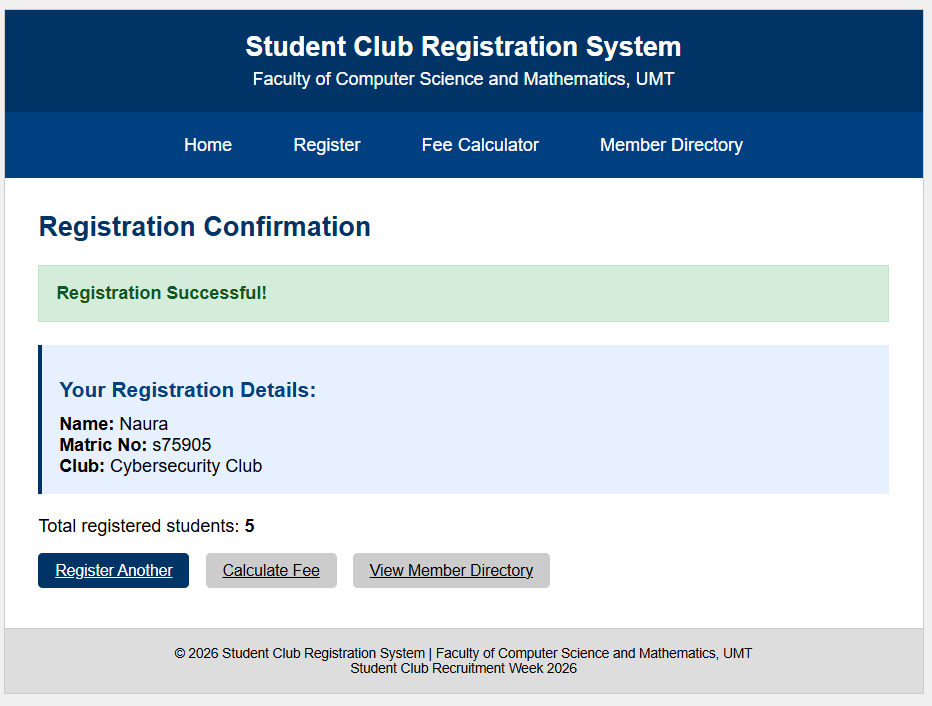 Student Club Registration System
Faculty of Computer Science and Mathematics, UMT
Home Register Fee Calculator Member Directory
Registration Confirmation
Registration Successful!
Your Registration Details:
Name: Naura
Matric No: s75905
Club: Cybersecurity Club
Total registered students: 5
Register Another Calculate Fee View Member Directory
© 2026 Student Club Registration System | Faculty of Computer Science and Mathematics, UMT
Student Club Recruitment Week 2026